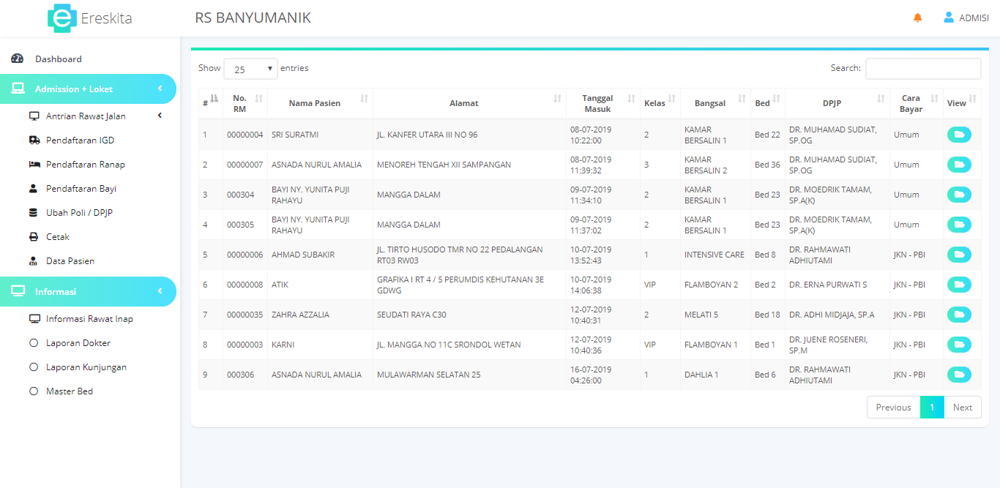 Ereskita
RS BANYUMANIK
ADMISI
Dashboard
Admission + Loket
Antrian Rawat Jalan
Pendaftaran IGD
Pendaftaran Ranap
Pendaftaran Bayi
Ubah Poli / DPJP
Cetak
Data Pasien
Informasi
Informasi Rawat Inap
Laporan Dokter
Laporan Kunjungan
Master Bed
Show 25 entries
Search:
# No. RM Nama Pasien Alamat Tanggal Masuk Kelas Bangsal Bed DPJP Cara Bayar View
1 00000004 SRI SURATMI JL. KANFER UTARA III NO 96 08-07-2019 10:22:00 2 KAMAR BERSALIN 1 Bed 22 DR. MUHAMAD SUDIAT, SP.OG Umum
2 00000007 ASNADA NURUL AMALIA MENOREH TENGAH XII SAMPANGAN 08-07-2019 11:39:32 3 KAMAR BERSALIN 2 Bed 36 DR. MUHAMAD SUDIAT, SP.OG Umum
3 000304 BAYI NY. YUNITA PUJI RAHAYU MANGGA DALAM 09-07-2019 11:34:10 2 KAMAR BERSALIN 1 Bed 23 DR. MOEDRIK TAMAM, SP.A(K) Umum
4 000305 BAYI NY. YUNITA PUJI RAHAYU MANGGA DALAM 09-07-2019 11:37:02 2 KAMAR BERSALIN 1 Bed 23 DR. MOEDRIK TAMAM, SP.A(K) Umum
5 00000006 AHMAD SUBAKIR JL. TIRTO HUSODO TMR NO 22 PEDALANGAN RT03 RW03 10-07-2019 13:52:43 1 INTENSIVE CARE Bed 8 DR. RAHMAWATI ADHIUTAMI JKN - PBI
6 00000008 ATIK GRAFIKA I RT 4 / 5 PERUMDIS KEHUTANAN 3E GDWG 10-07-2019 14:06:38 VIP FLAMBOYAN 2 Bed 2 DR. ERNA PURWATI S JKN - PBI
7 00000035 ZAHRA AZZALIA SEUDATI RAYA C30 12-07-2019 10:40:31 2 MELATI 5 Bed 18 DR. ADHI MIDJAJA, SP.A JKN - PBI
8 00000003 KARNI JL. MANGGA NO 11C SRONDOL WETAN 12-07-2019 10:40:36 VIP FLAMBOYAN 1 Bed 1 DR. JUENE ROSENERI, SP.M JKN - PBI
9 000306 ASNADA NURUL AMALIA MULAWARMAN SELATAN 25 16-07-2019 04:26:00 1 DAHLIA 1 Bed 6 DR. RAHMAWATI ADHIUTAMI JKN - PBI
Previous 1 Next